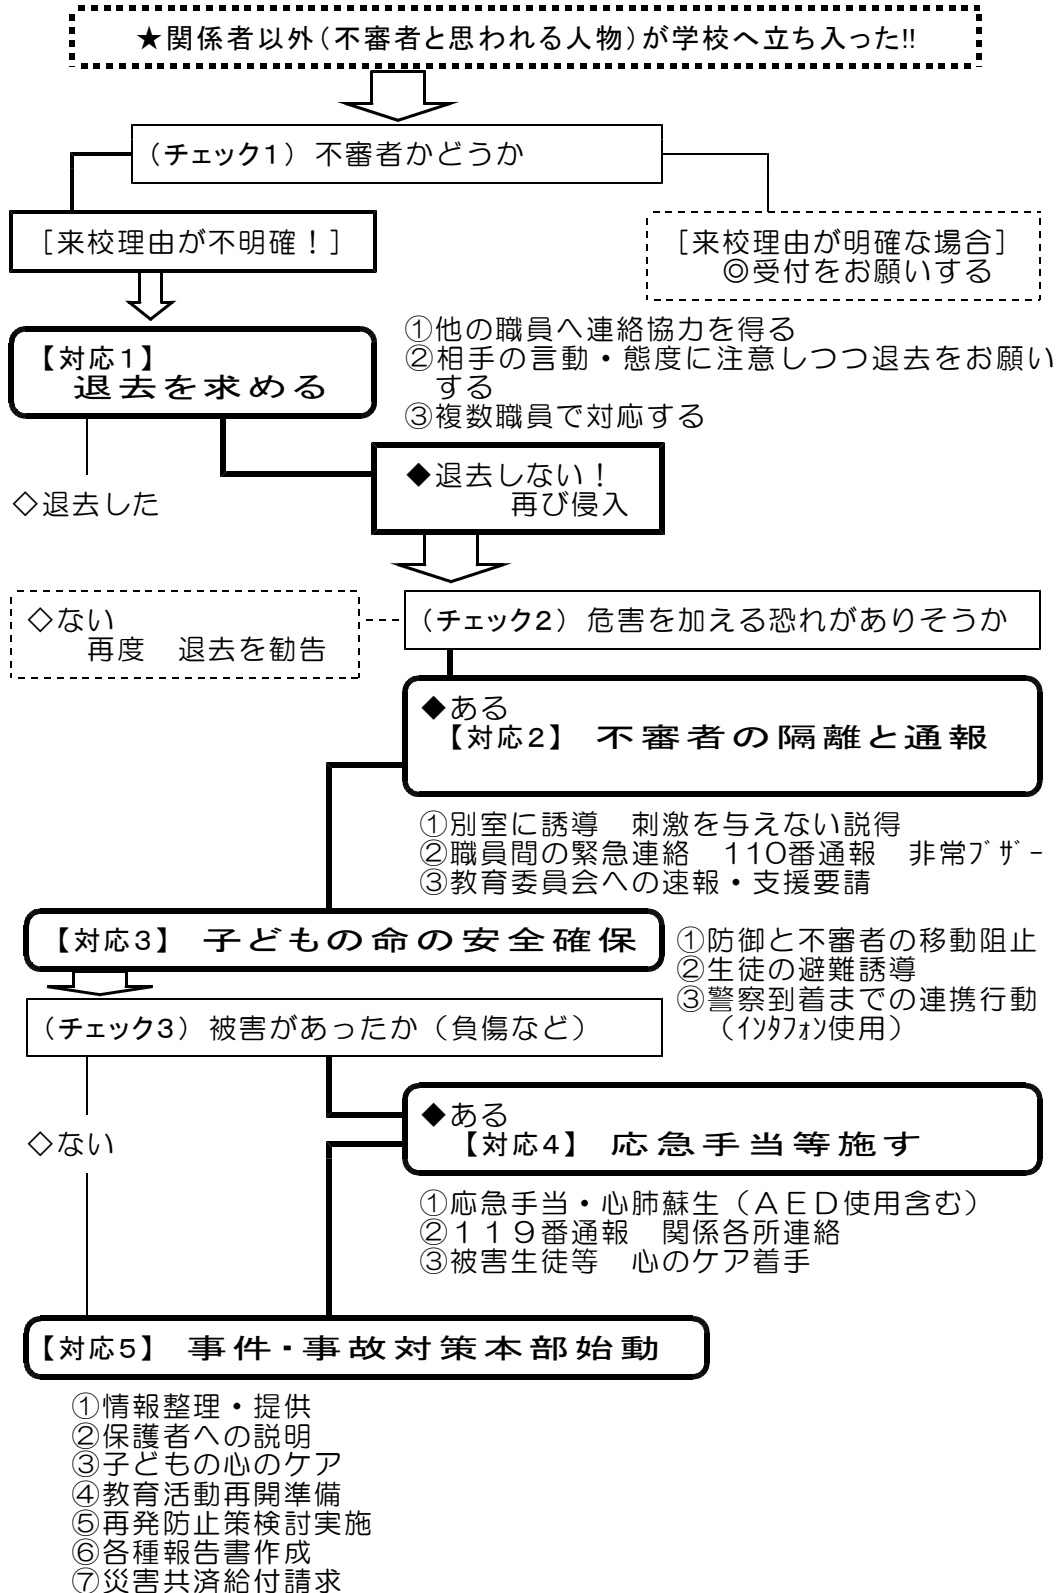 ★関係者以外（不審者と思われる人物）が学校へ立ち入った!!
（チェック1）不審者かどうか
［来校理由が不明確！］
［来校理由が明確な場合］
◎受付をお願いする
【対応1】
退去を求める
①他の職員へ連絡協力を得る
②相手の言動・態度に注意しつつ退去をお願い
する
③複数職員で対応する
◇退去した
◆退去しない！
再び侵入
◇ない
再度　退去を勧告
（チェック2）危害を加える恐れがありそうか
◆ある
【対応2】 不審者の隔離と通報
①別室に誘導　刺激を与えない説得
②職員間の緊急連絡　110番通報　非常ﾌﾞｻﾞｰ
③教育委員会への速報・支援要請
【対応3】 子どもの命の安全確保
①防御と不審者の移動阻止
②生徒の避難誘導
③警察到着までの連携行動
（ｲﾝﾀﾌｫﾝ使用）
（チェック3）被害があったか（負傷など）
◇ない
◆ある
【対応4】 応急手当等施す
①応急手当・心肺蘇生（ＡＥＤ使用含む）
②１１９番通報　関係各所連絡
③被害生徒等　心のケア着手
【対応5】 事件・事故対策本部始動
①情報整理・提供
②保護者への説明
③子どもの心のケア
④教育活動再開準備
⑤再発防止策検討実施
⑥各種報告書作成
⑦災害共済給付請求